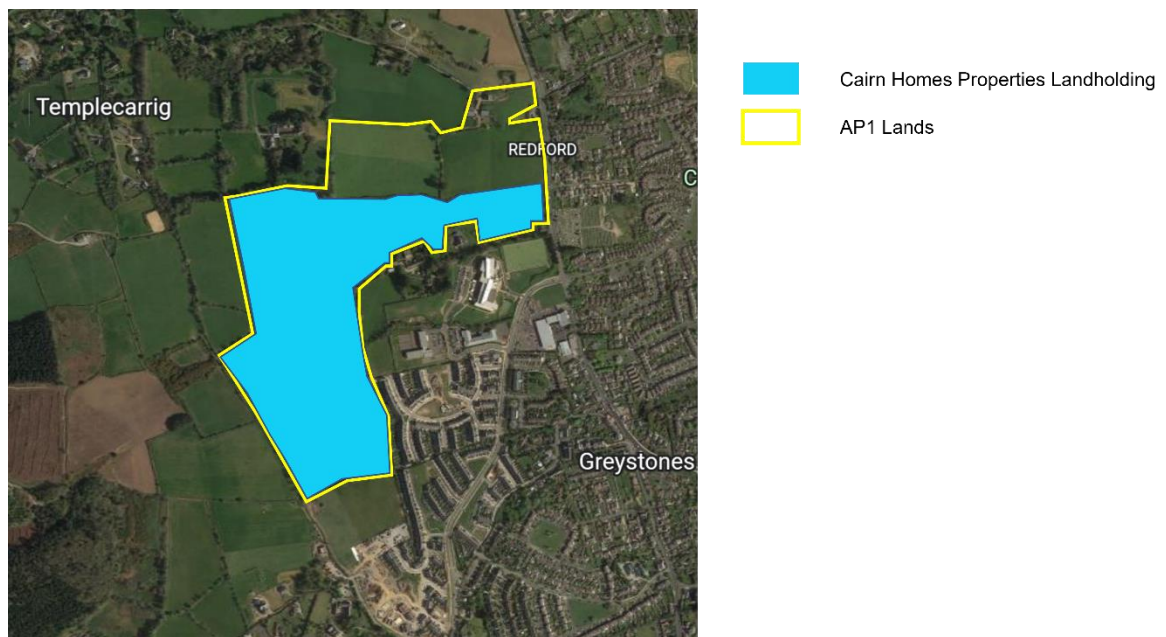 Templecarrig
REDFORD
C
Greystones
Cairn Homes Properties Landholding
AP1 Lands